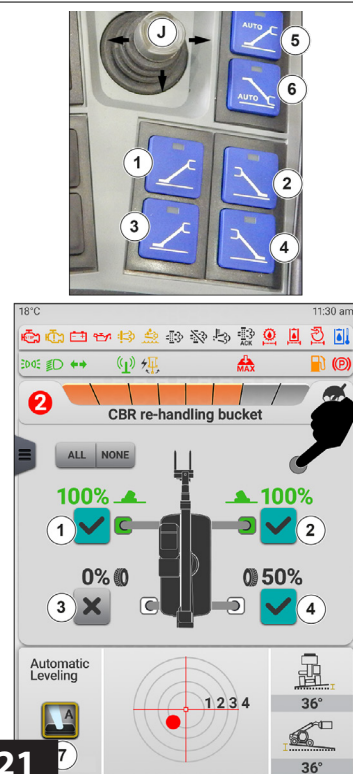 J
AUTO
5
AUTO
6
1
2
3
4
18°C
11:30 am
STOP
ACK
MAX
P
2
CBR re-handling bucket
ALL NONE
100% 100%
1 2
0% 50%
3 4
Automatic
Leveling
A
1 2 3 4
36°
36°
21
7